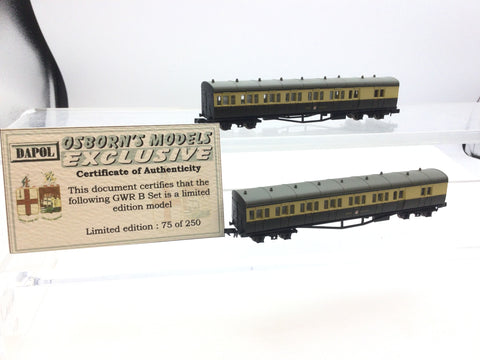 DAPOL
OSBORN'S MODELS
EXCLUSIVE
Certificate of Authenticity
This document certifies that the
following GWR B Set is a limited
edition model
Limited edition : 75 of 250